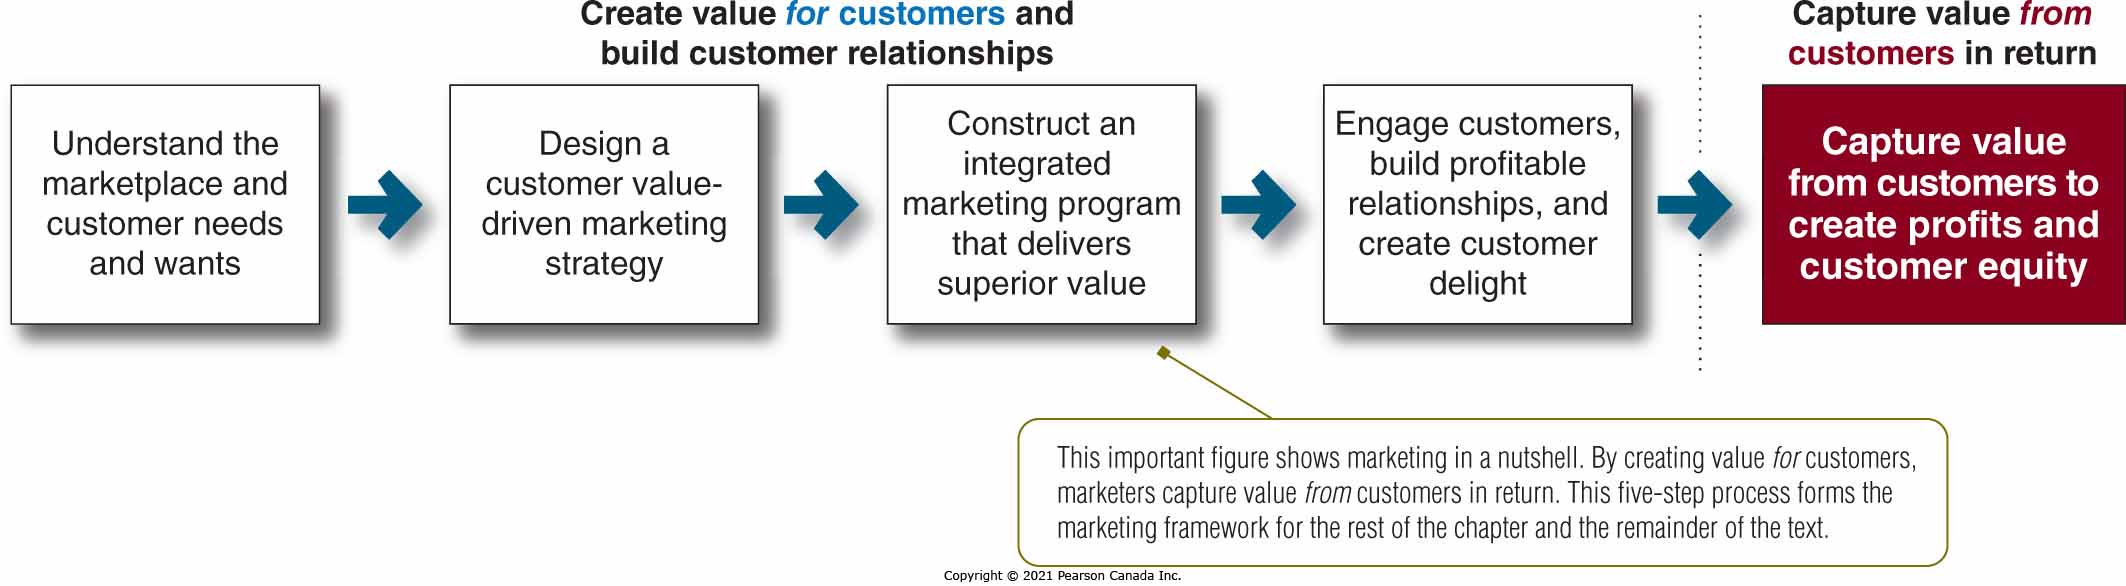 Create value for customers and
build customer relationships
Capture value from
customers in return
Understand the
marketplace and
customer needs
and wants
Design a
customer value-
driven marketing
strategy
Construct an
integrated
marketing program
that delivers
superior value
Engage customers,
build profitable
relationships, and
create customer
delight
Capture value
from customers to
create profits and
customer equity
This important figure shows marketing in a nutshell. By creating value for customers,
marketers capture value from customers in return. This five-step process forms the
marketing framework for the rest of the chapter and the remainder of the text.
Copyright © 2021 Pearson Canada Inc.